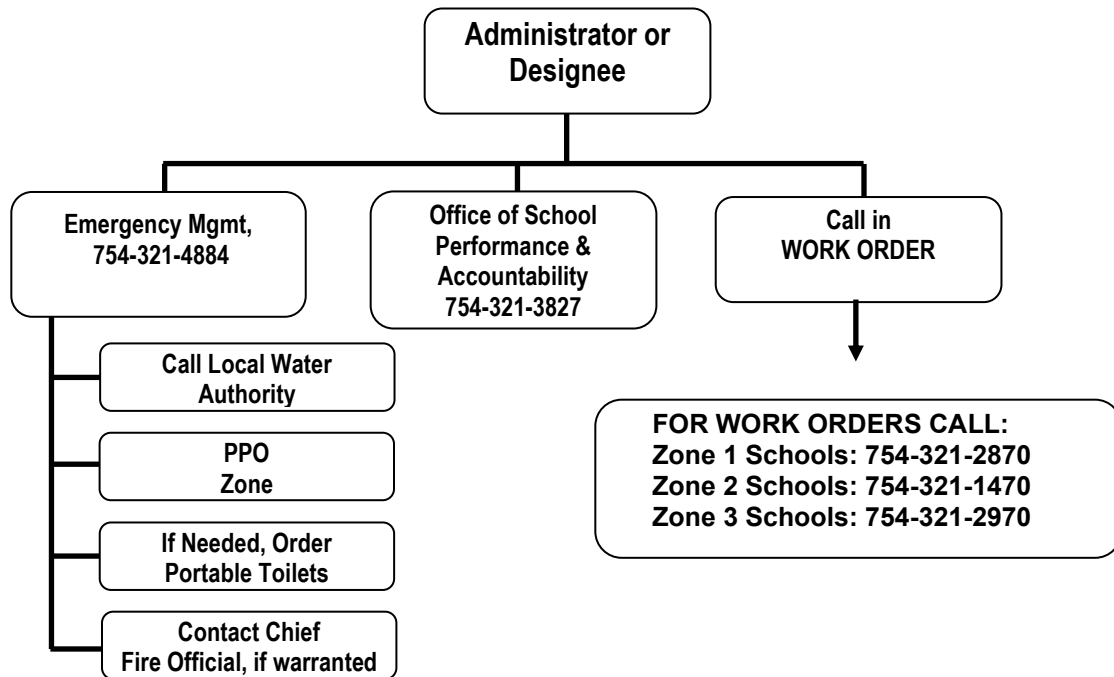 Administrator or
Designee
Emergency Mgmt,
754-321-4884
Office of School
Performance &
Accountability
754-321-3827
Call in
WORK ORDER
Call Local Water
Authority
PPO
Zone
If Needed, Order
Portable Toilets
Contact Chief
Fire Official, if warranted
FOR WORK ORDERS CALL:
Zone 1 Schools: 754-321-2870
Zone 2 Schools: 754-321-1470
Zone 3 Schools: 754-321-2970